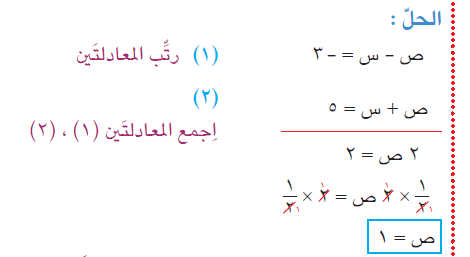 الحلّ :
ص – س = – ٣ (١) رتِّب المعادلتَين
ص + س = ٥ (٢)
اِجمع المعادلتَين (١) ، (٢)
٢ ص = ٢
١/٢ × ٢ ص = ٢ × ١/٢
ص = ١